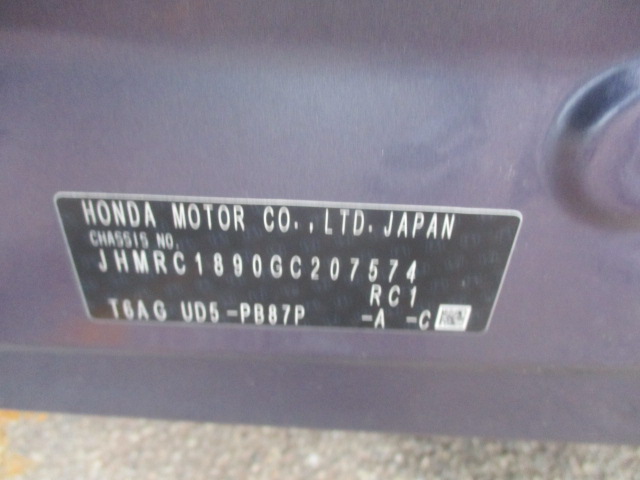 HONDA MOTOR CO.,LTD.JAPAN
CHASSIS NO.
JHMRC1890GC207574
RC1
T6AG UD5-PB87P -A -C